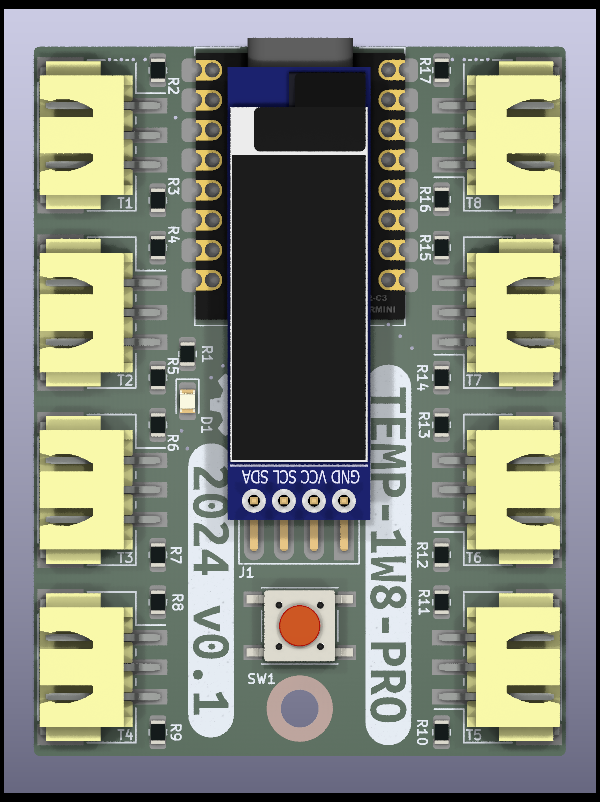 R2
R17
T1
R3
R16
T8
R4
R15
-C3
RMINI
R1
R5
T2
R14
T7
D1
R13
R6
TEMP-1W8-PRO
2024 v0.1
SDA SCL VCC GND
T3
R7
R12
T6
J1
R8
R11
SW1
T4
R9
R10
T5